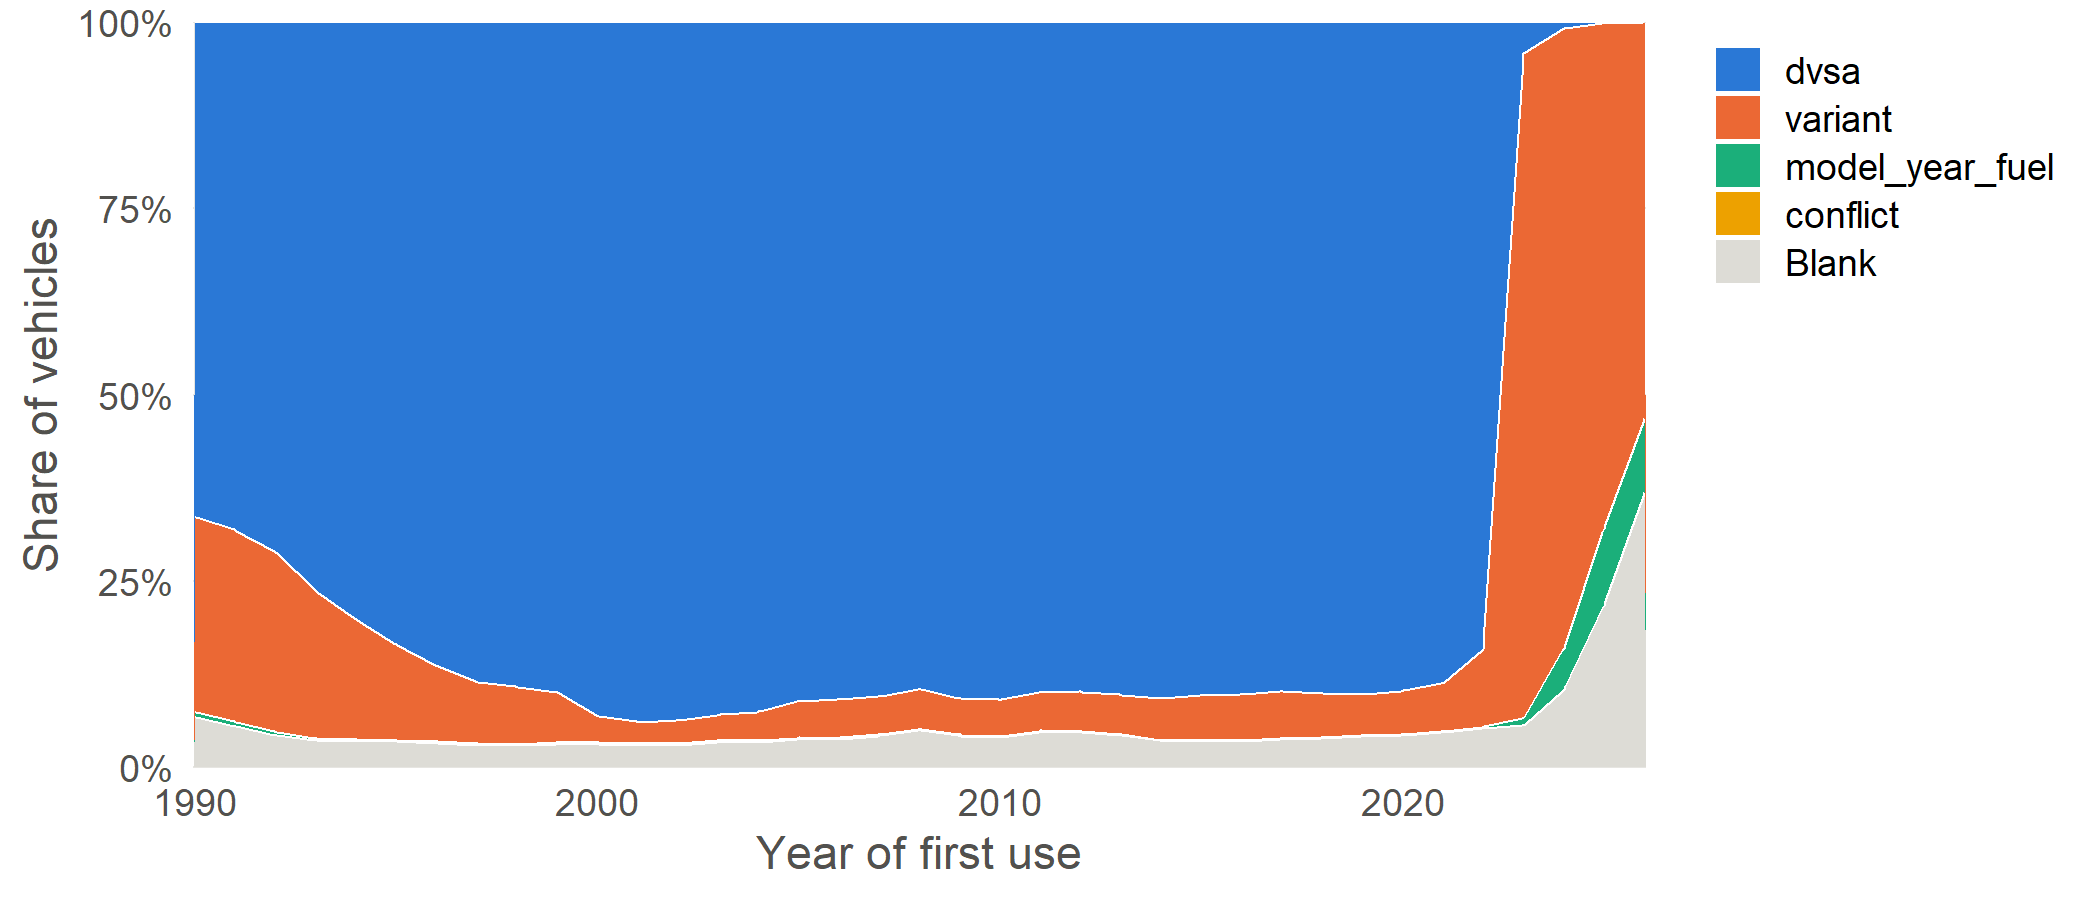 100%
75%
50%
25%
0%
Share of vehicles
1990 2000 2010 2020
Year of first use
dvsa
variant
model_year_fuel
conflict
Blank